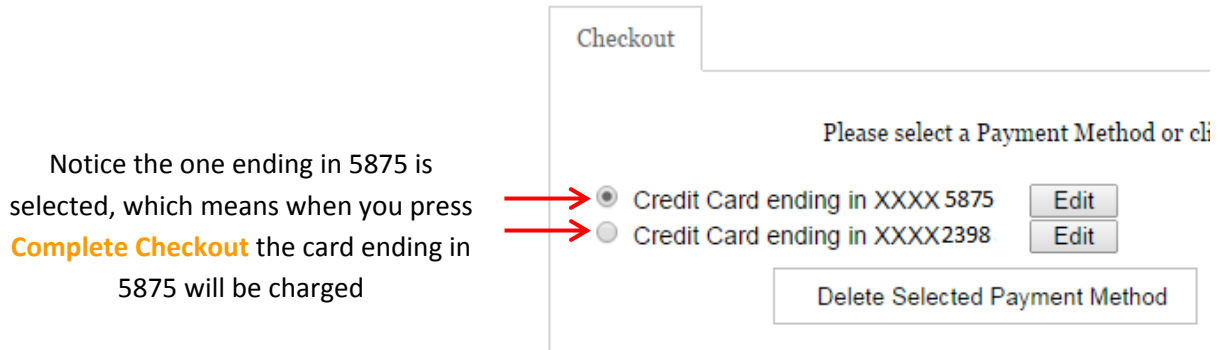 Checkout
Please select a Payment Method or cli
Notice the one ending in 5875 is
selected, which means when you press
Complete Checkout the card ending in
5875 will be charged
Credit Card ending in XXXX 5875 Edit
Credit Card ending in XXXX2398 Edit
Delete Selected Payment Method